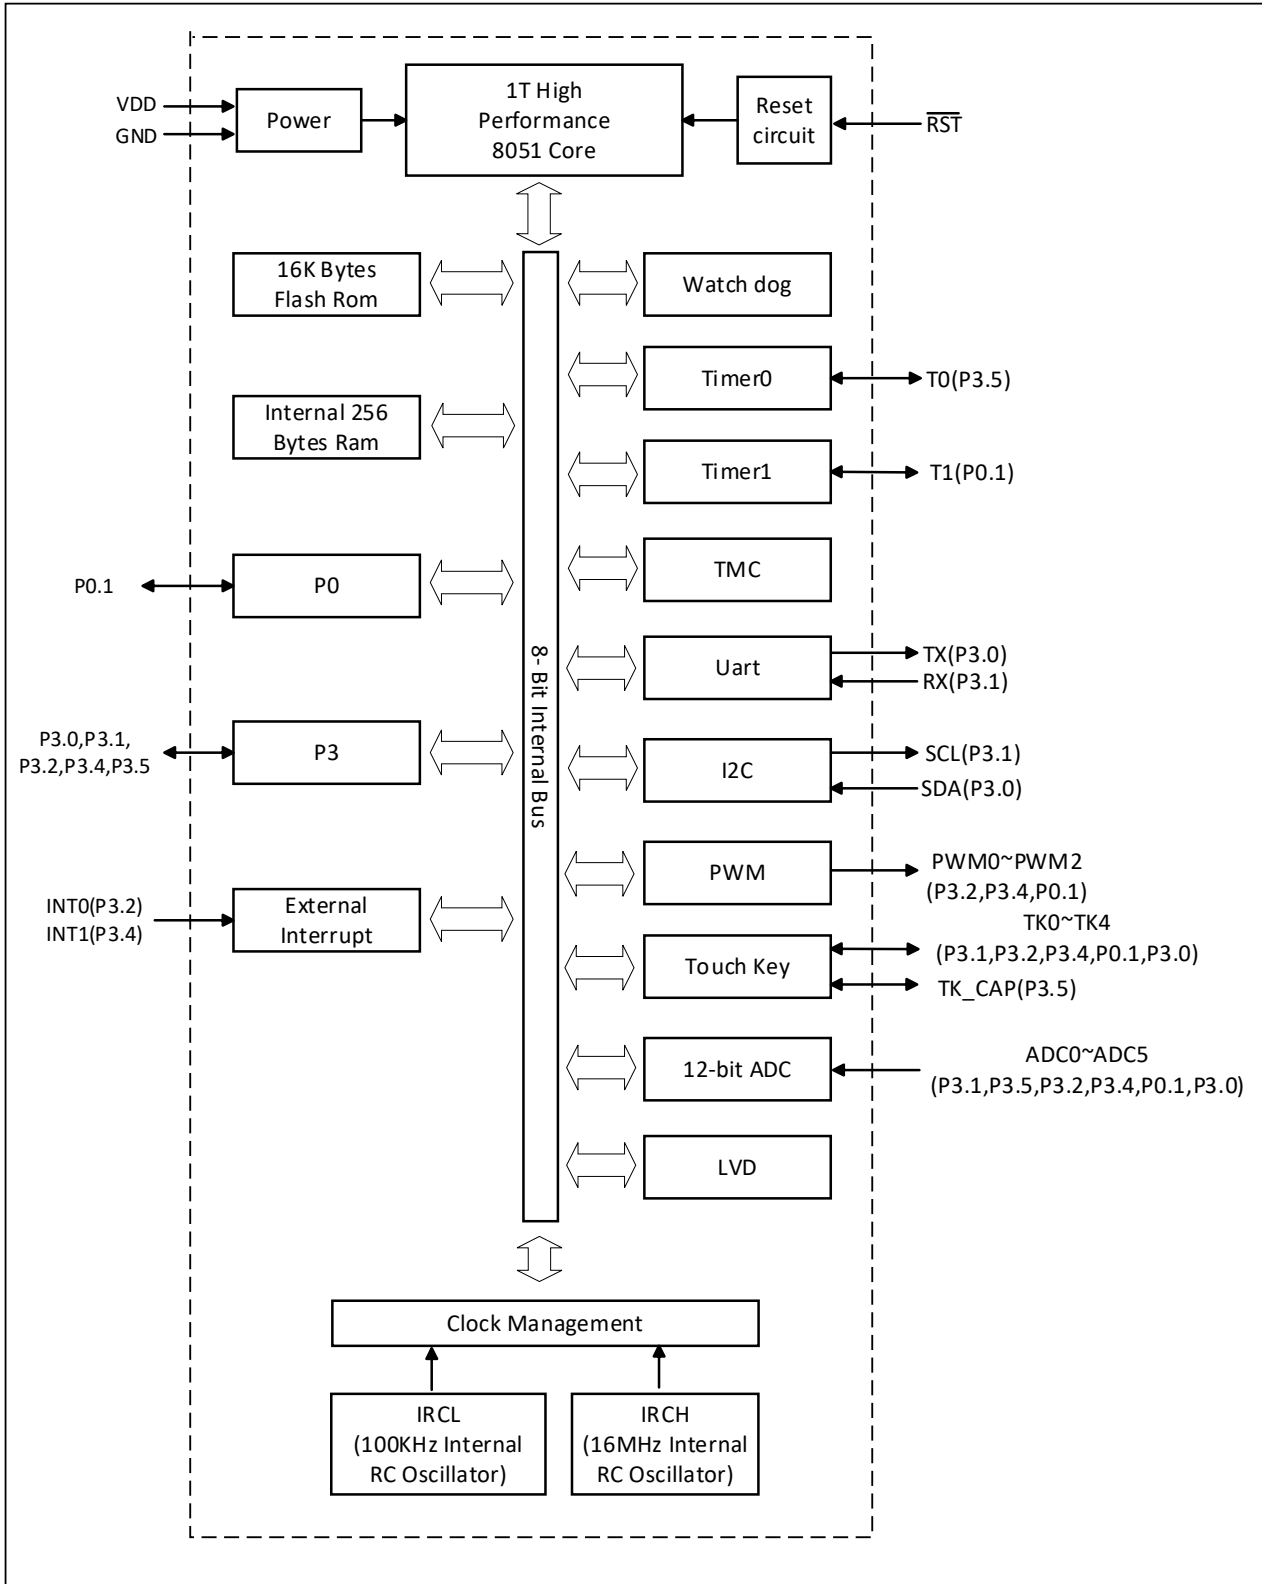 VDD
GND
Power
1T High
Performance
8051 Core
Reset
circuit
RST
16K Bytes
Flash Rom
Watch dog
Timer0
T0(P3.5)
Internal 256
Bytes Ram
Timer1
T1(P0.1)
TMC
P0.1
P0
8- Bit Internal Bus
Uart
TX(P3.0)
RX(P3.1)
P3.0,P3.1,
P3.2,P3.4,P3.5
P3
I2C
SCL(P3.1)
SDA(P3.0)
PWM
PWM0~PWM2
(P3.2,P3.4,P0.1)
INT0(P3.2)
INT1(P3.4)
External
Interrupt
Touch Key
TK0~TK4
(P3.1,P3.2,P3.4,P0.1,P3.0)
TK_CAP(P3.5)
12-bit ADC
ADC0~ADC5
(P3.1,P3.5,P3.2,P3.4,P0.1,P3.0)
LVD
Clock Management
IRCL
(100KHz Internal
RC Oscillator)
IRCH
(16MHz Internal
RC Oscillator)